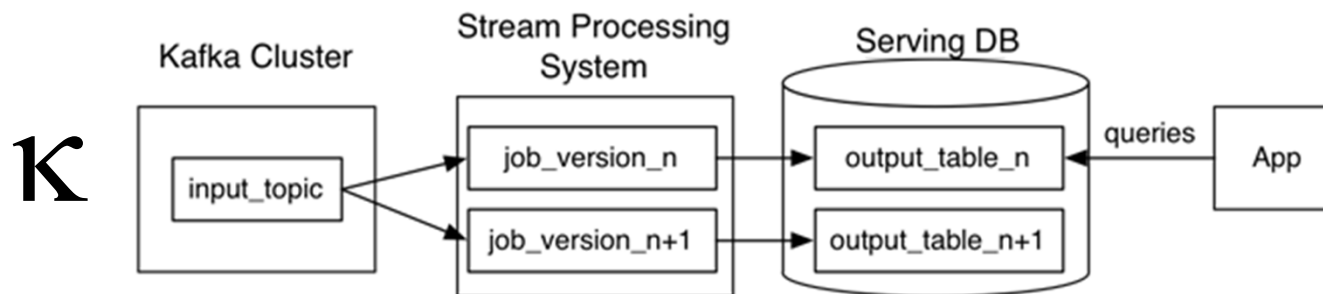 κ
Kafka Cluster
input_topic
Stream Processing
System
job_version_n
job_version_n+1
Serving DB
output_table_n
output_table_n+1
queries
App